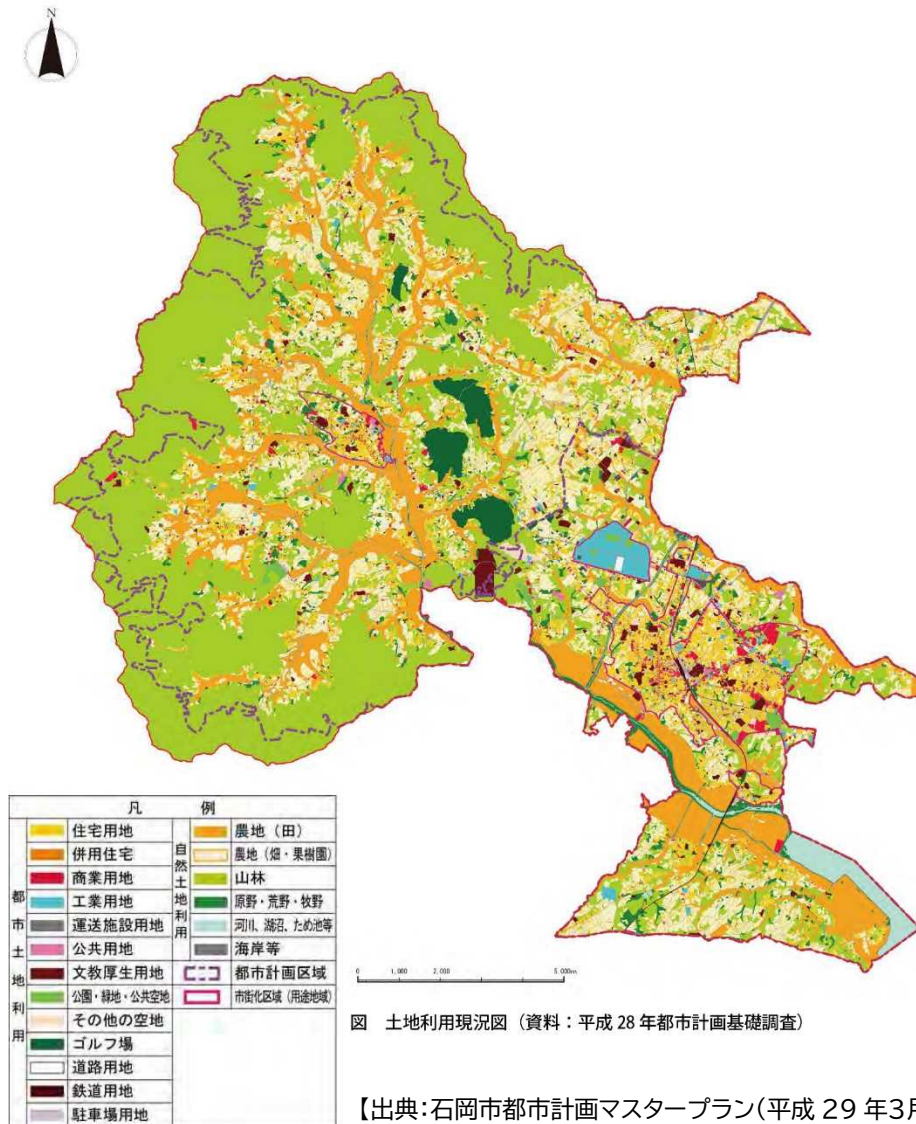 N
凡 例
都市土地利用
住宅用地
併用住宅
商業用地
工業用地
運送施設用地
公共用地
文教厚生用地
公園・緑地・公共空地
その他の空地
ゴルフ場
道路用地
鉄道用地
駐車場用地
自然土地利用
農地（田）
農地（畑・果樹園）
山林
原野・荒野・牧野
河川、湖沼、ため池等
海岸等
都市計画区域
市街化区域（用途地域）
0 1,000 2,000 5,000m
図 土地利用現況図（資料：平成 28 年都市計画基礎調査）
【出典：石岡市都市計画マスタープラン(平成 29 年3月